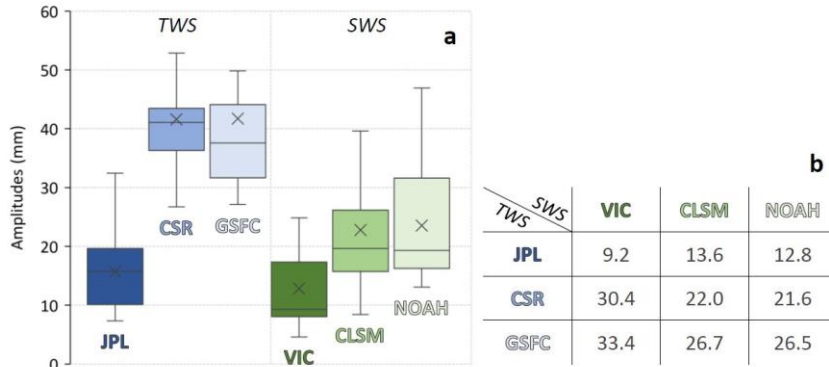 TWS SWS a
60
50
40
30
20
10
0
Amplitudes (mm)
JPL
CSR
GSFC
VIC
CLSM
NOAH
b
SWS
TWS
VIC CLSM NOAH
JPL 9.2 13.6 12.8
CSR 30.4 22.0 21.6
GSFC 33.4 26.7 26.5